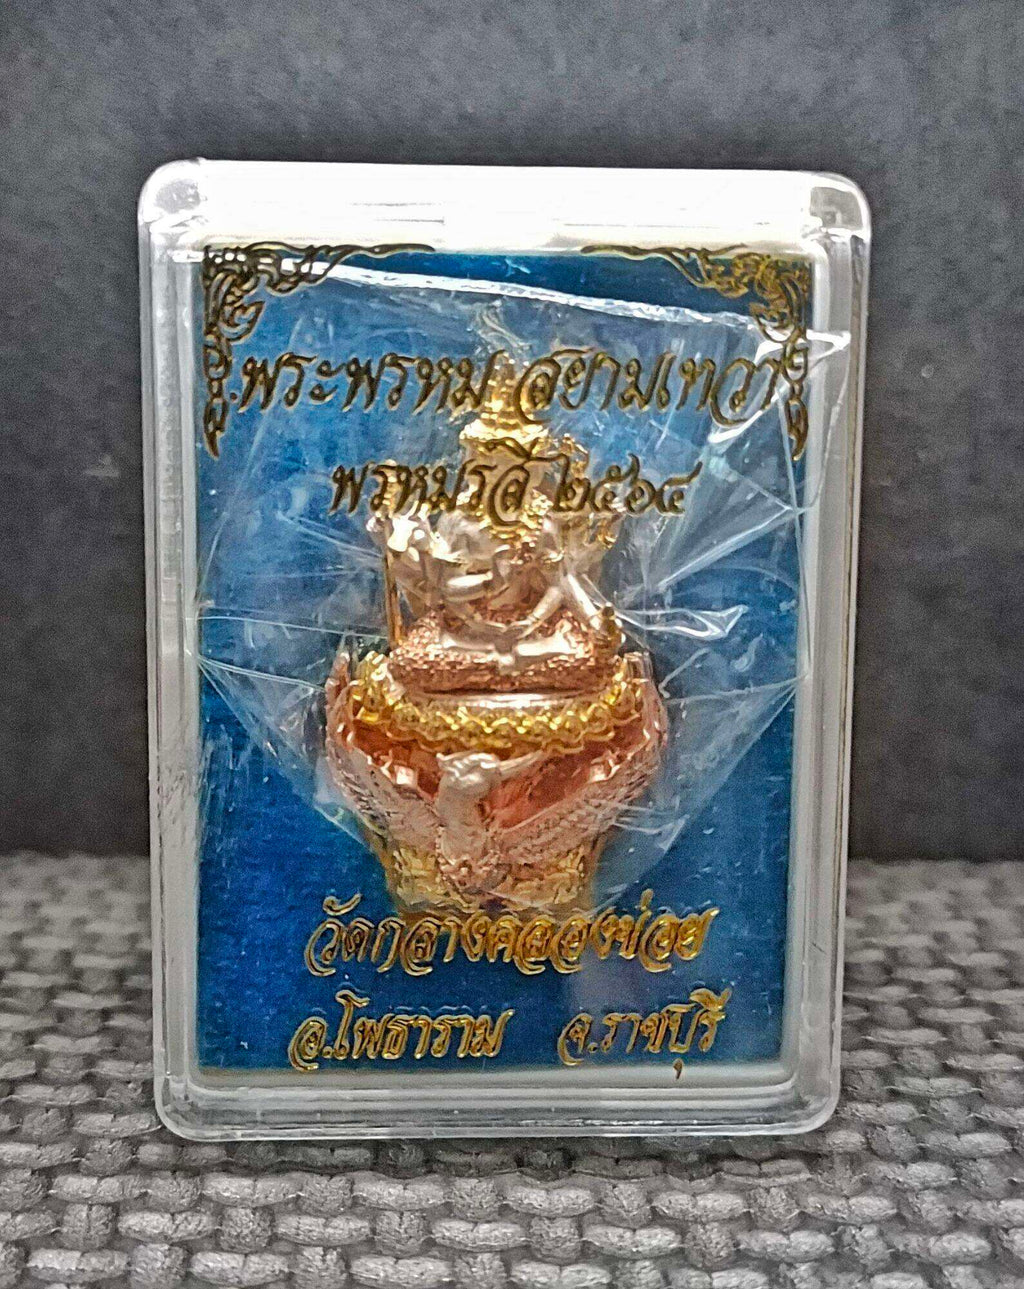 พระพรหม สยามเทวา
พรหมรังสี ๒๕๖๔
วัดกลางคลองข่อย
อ.โพธาราม จ.ราชบุรี